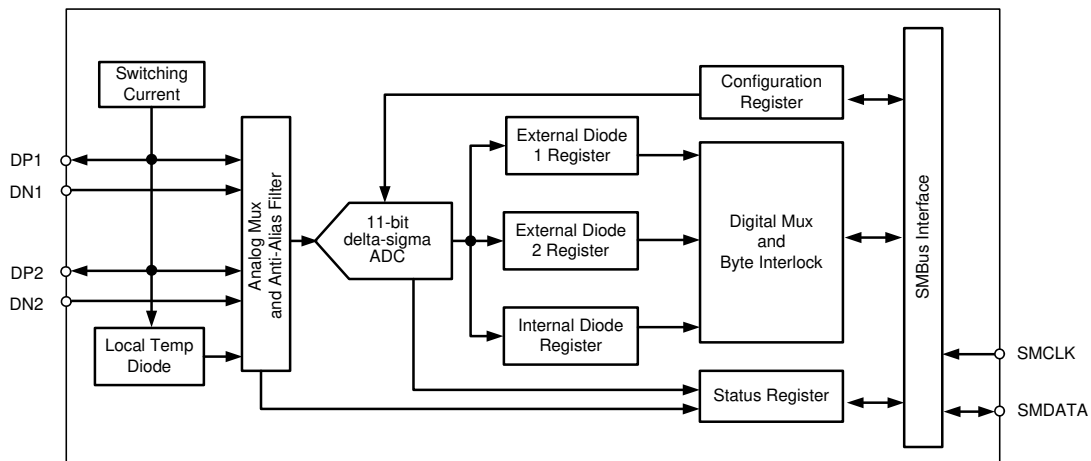 Switching
Current
DP1
DN1
DP2
DN2
Local Temp
Diode
Analog Mux
and Anti-Alias Filter
11-bit
delta-sigma
ADC
External Diode
1 Register
External Diode
2 Register
Internal Diode
Register
Configuration
Register
Digital Mux
and
Byte Interlock
Status Register
SMBus Interface
SMCLK
SMDATA